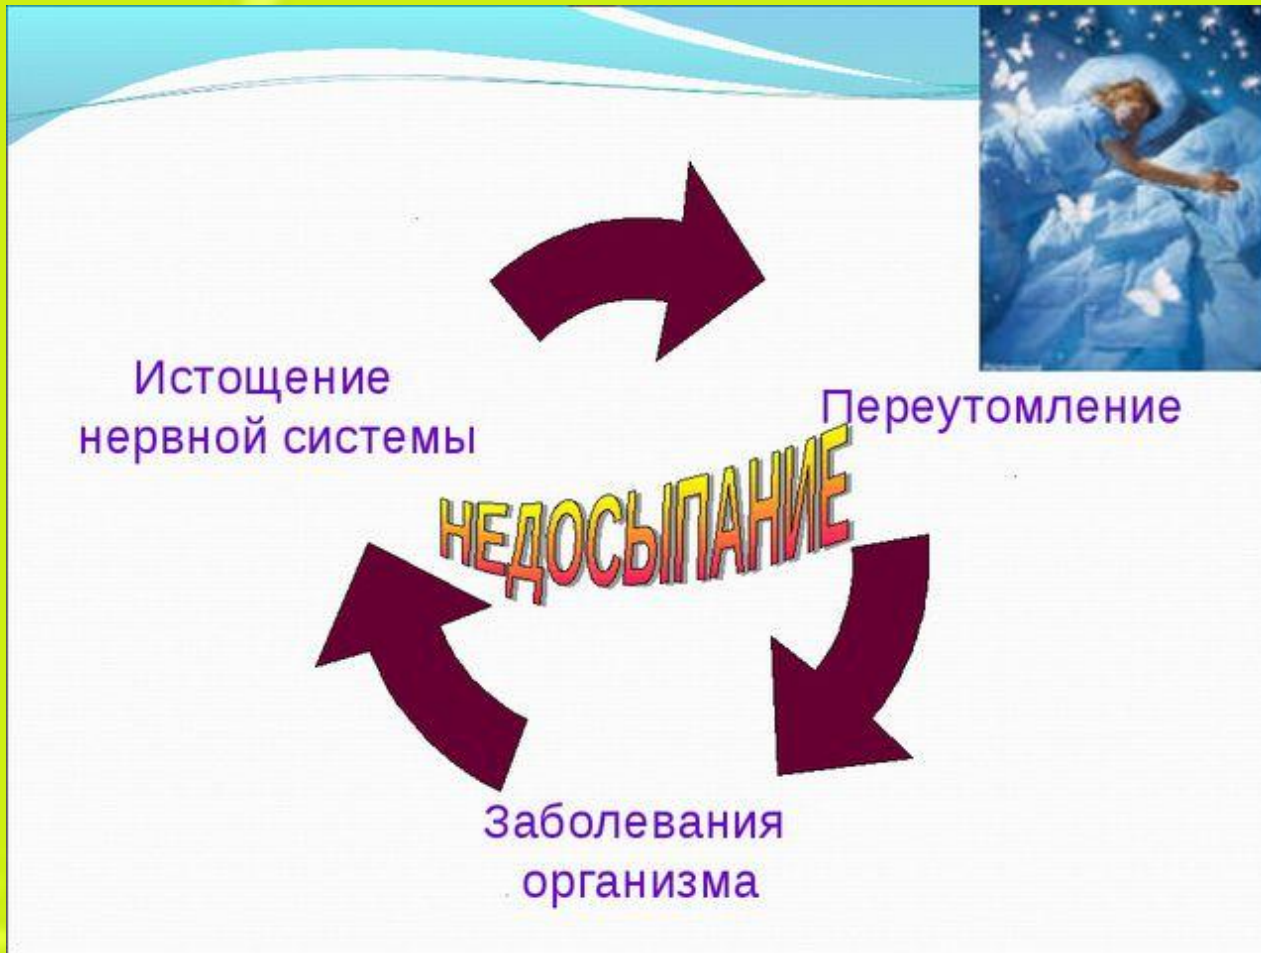 Истощение
нервной системы
Переутомление
НЕДОСЫПАНИЕ
Заболевания
организма